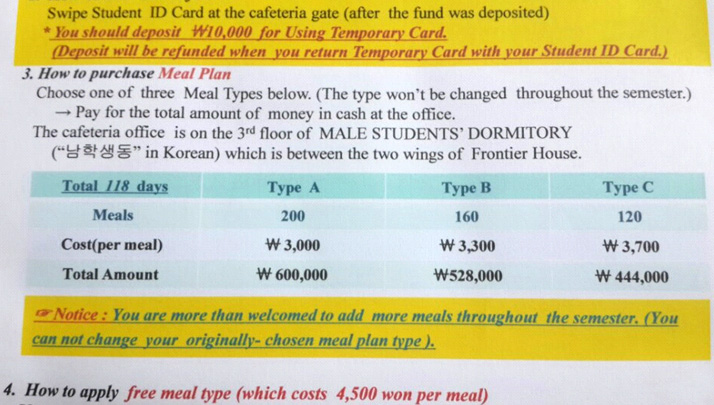 Swipe Student ID Card at the cafeteria gate (after the fund was deposited)
* You should deposit ₩10,000 for Using Temporary Card.
(Deposit will be refunded when you return Temporary Card with your Student ID Card.)
3. How to purchase Meal Plan
Choose one of three Meal Types below. (The type won't be changed throughout the semester.)
→ Pay for the total amount of money in cash at the office.
The cafeteria office is on the 3rd floor of MALE STUDENTS' DORMITORY
("남학생동" in Korean) which is between the two wings of Frontier House.
Total 118 days Type A Type B Type C
Meals 200 160 120
Cost(per meal) ₩ 3,000 ₩ 3,300 ₩ 3,700
Total Amount ₩ 600,000 ₩528,000 ₩ 444,000
☞Notice : You are more than welcomed to add more meals throughout the semester. (You
can not change your originally- chosen meal plan type ).
4. How to apply free meal type (which costs 4,500 won per meal)